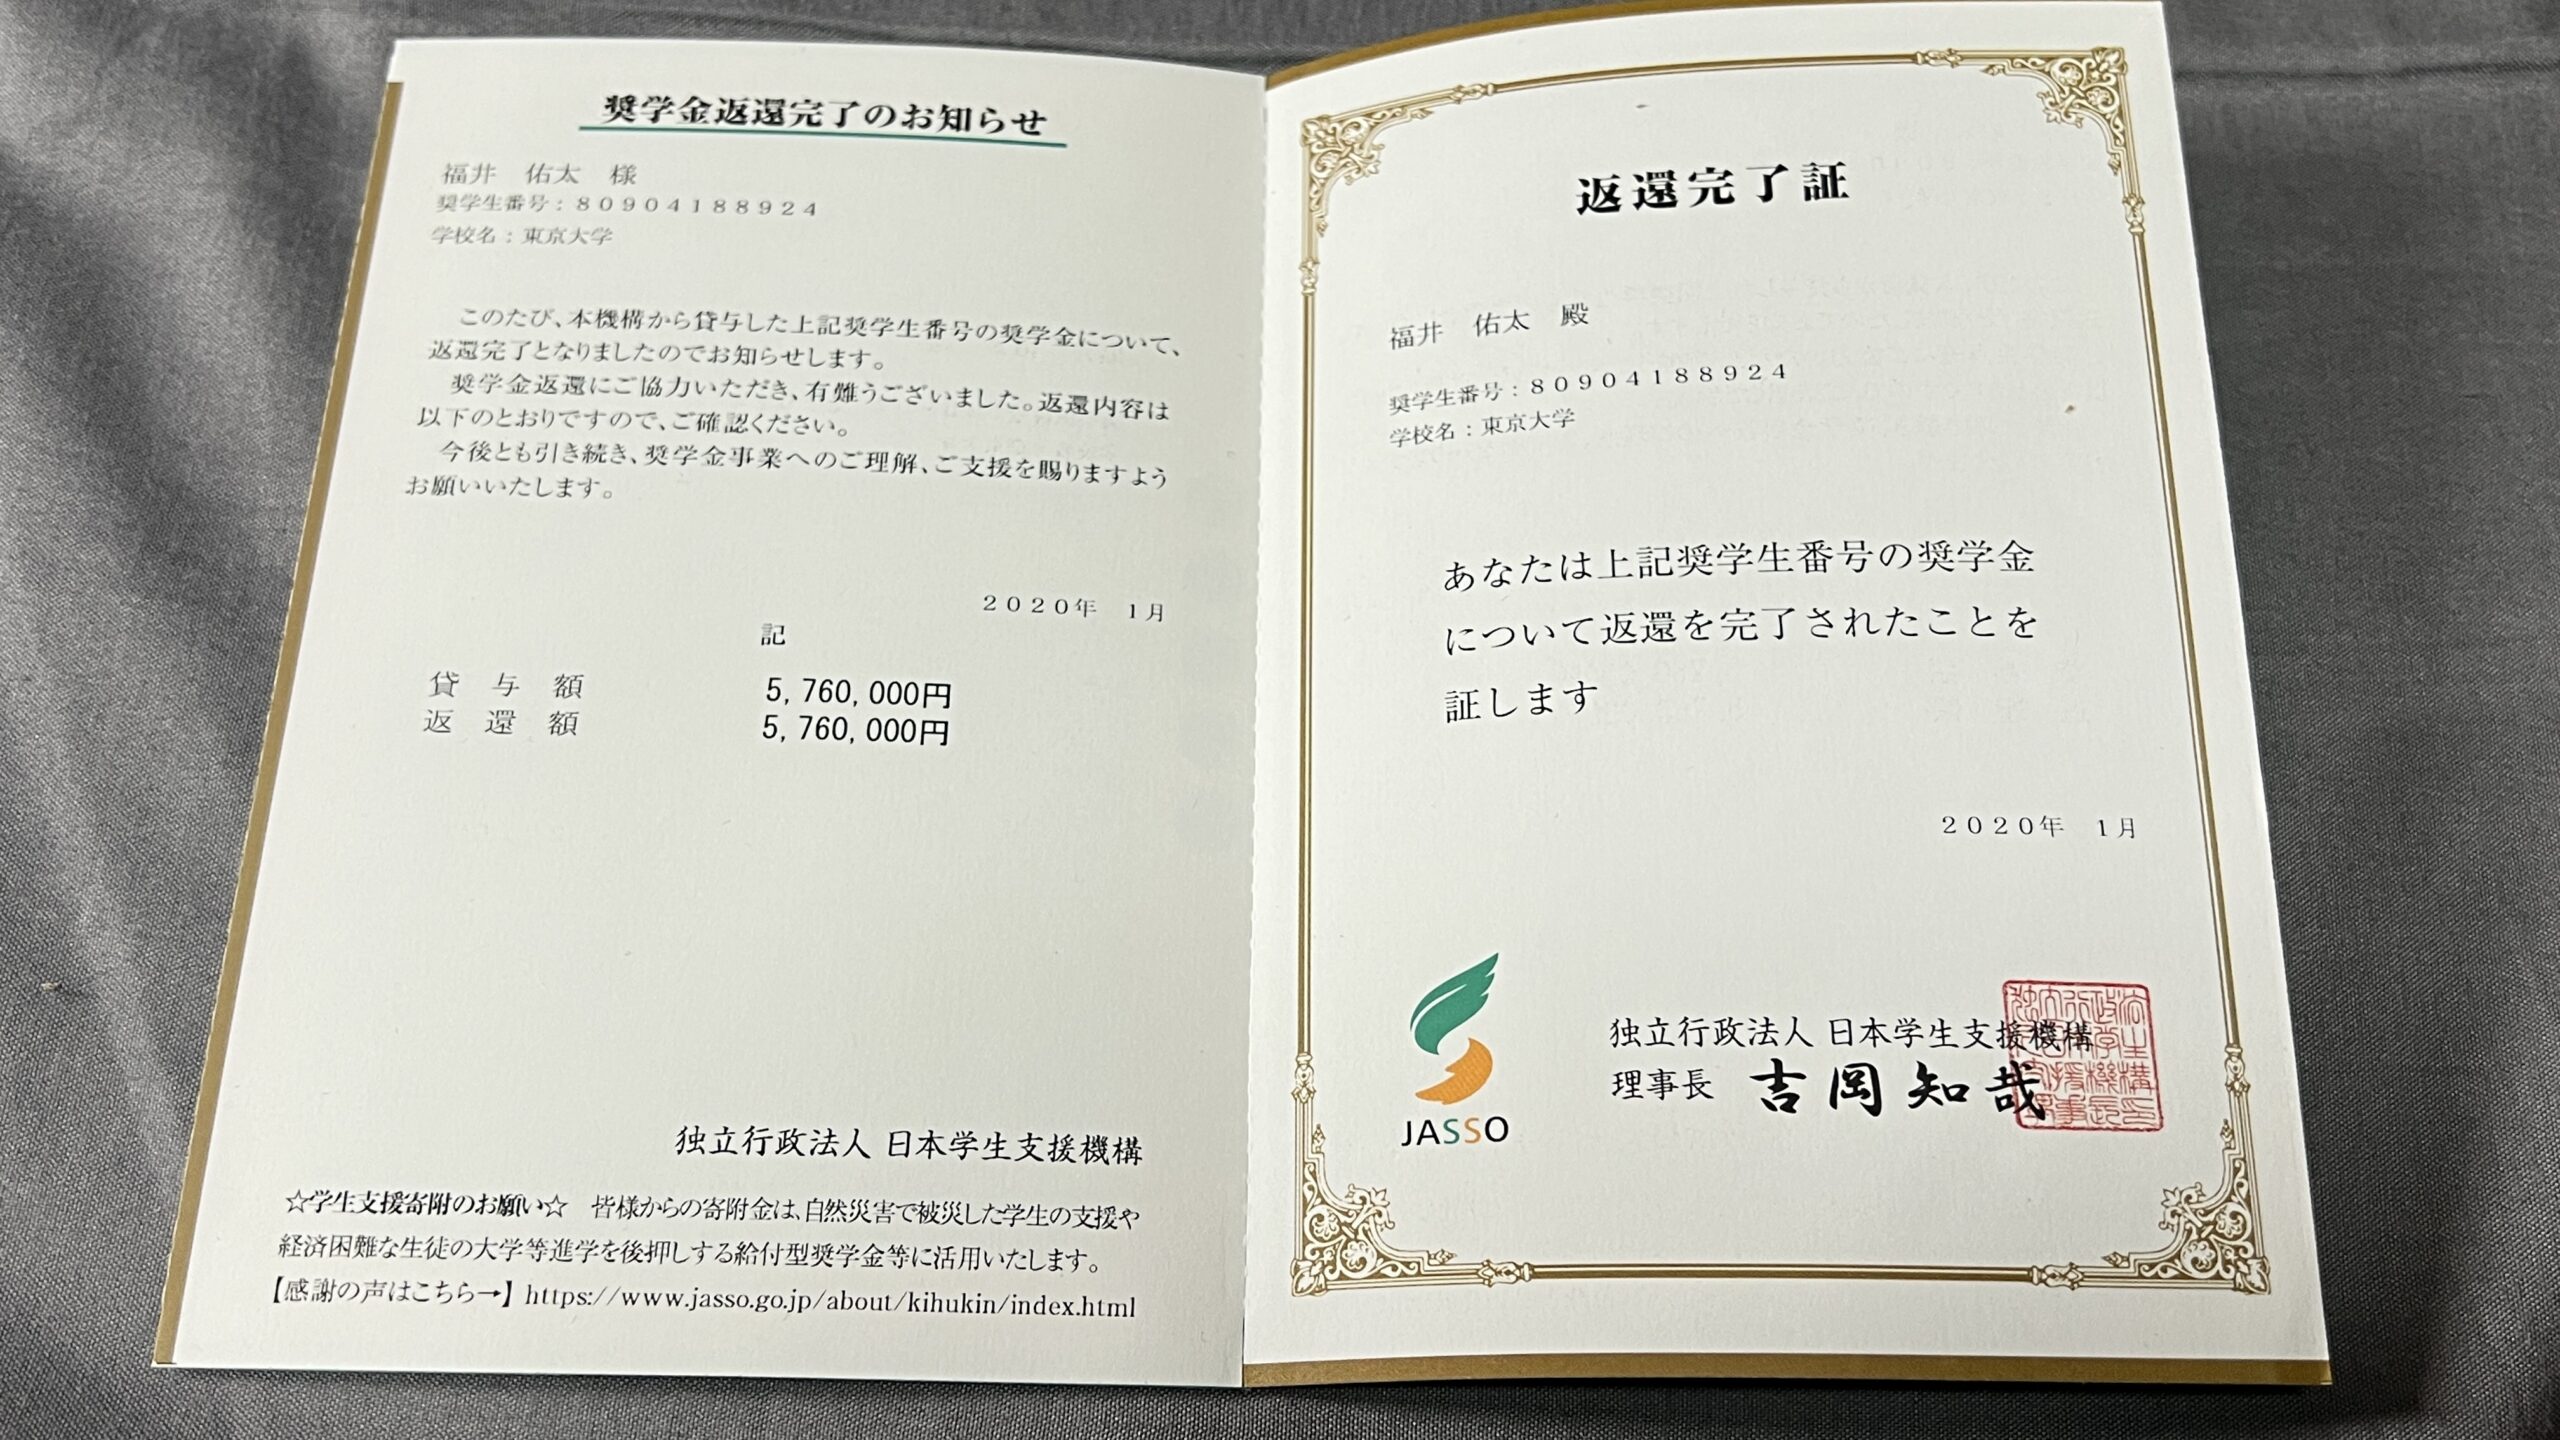 奨学金返還完了のお知らせ
福井　佑太　様
奨学生番号：８０９０４１８８９２４
学校名：東京大学
このたび、本機構から貸与した上記奨学生番号の奨学金について、
返還完了となりましたのでお知らせします。
奨学金返還にご協力いただき、有難うございました。返還内容は
以下のとおりですので、ご確認ください。
今後とも引き続き、奨学金事業へのご理解、ご支援を賜りますよう
お願いいたします。
２０２０年　１月
記
貸　与　額　5,760,000円
返　還　額　5,760,000円
独立行政法人 日本学生支援機構
☆学生支援寄附のお願い☆　皆様からの寄附金は、自然災害で被災した学生の支援や
経済困難な生徒の大学等進学を後押しする給付型奨学金等に活用いたします。
【感謝の声はこちら→】https://www.jasso.go.jp/about/kihukin/index.html
返還完了証
福井　佑太　殿
奨学生番号：８０９０４１８８９２４
学校名：東京大学
あなたは上記奨学生番号の奨学金
について返還を完了されたことを
証します
２０２０年　１月
JASSO
独立行政法人 日本学生支援機構
理事長　吉岡知哉